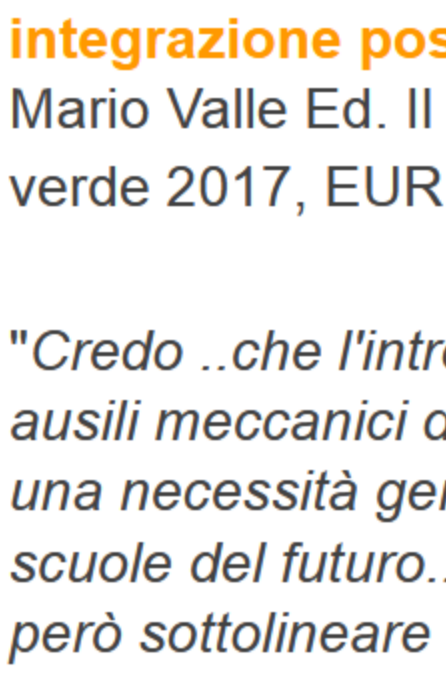 integrazione pos
Mario Valle Ed. Il
verde 2017, EUR
"Credo ..che l'intr
ausili meccanici d
una necessità ge
scuole del futuro..
però sottolineare